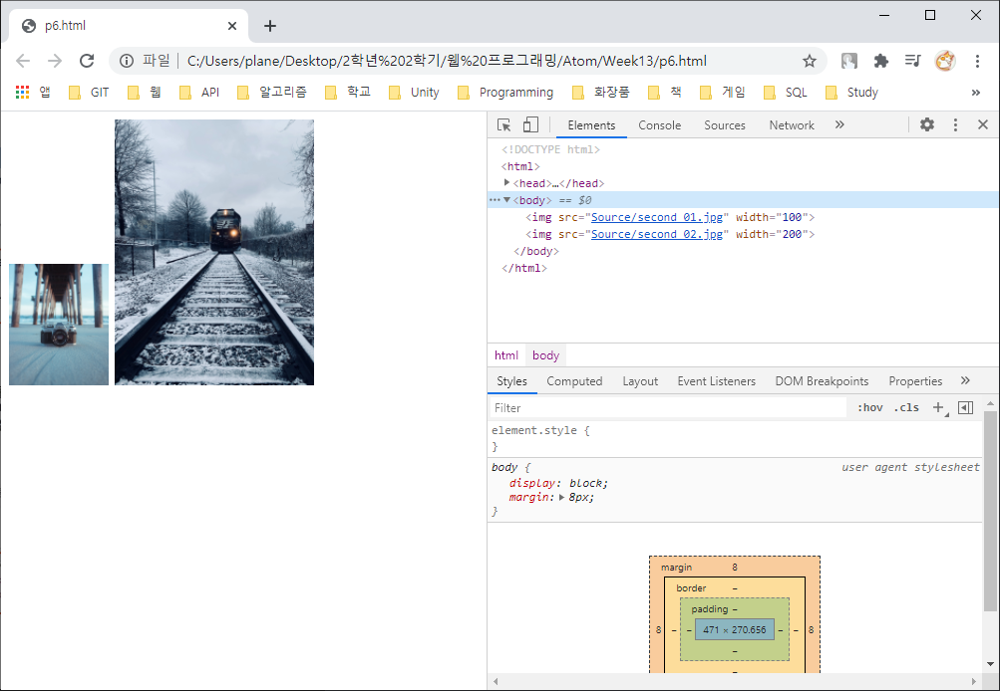 p6.html
파일 C:/Users/plane/Desktop/2학년%202학기/웹%20프로그래밍/Atom/Week13/p6.html
앱 GIT 웹 API 알고리즘 학교 Unity Programming 화장품 책 게임 SQL Study »
Elements Console Sources Network »
<!DOCTYPE html>
<html>
<head>…</head>
<body> == $0
<img src="Source/second_01.jpg" width="100">
<img src="Source/second_02.jpg" width="200">
</body>
</html>
html body
Styles Computed Layout Event Listeners DOM Breakpoints Properties »
Filter :hov .cls +
element.style {
}
body { user agent stylesheet
display: block;
margin: 8px;
}
margin 8
border –
padding –
8 – – 471 × 270.656 – – 8
–
–